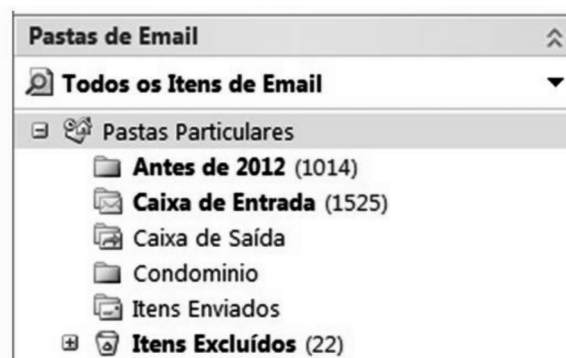 Pastas de Email
Todos os Itens de Email
Pastas Particulares
Antes de 2012 (1014)
Caixa de Entrada (1525)
Caixa de Saída
Condominio
Itens Enviados
Itens Excluídos (22)